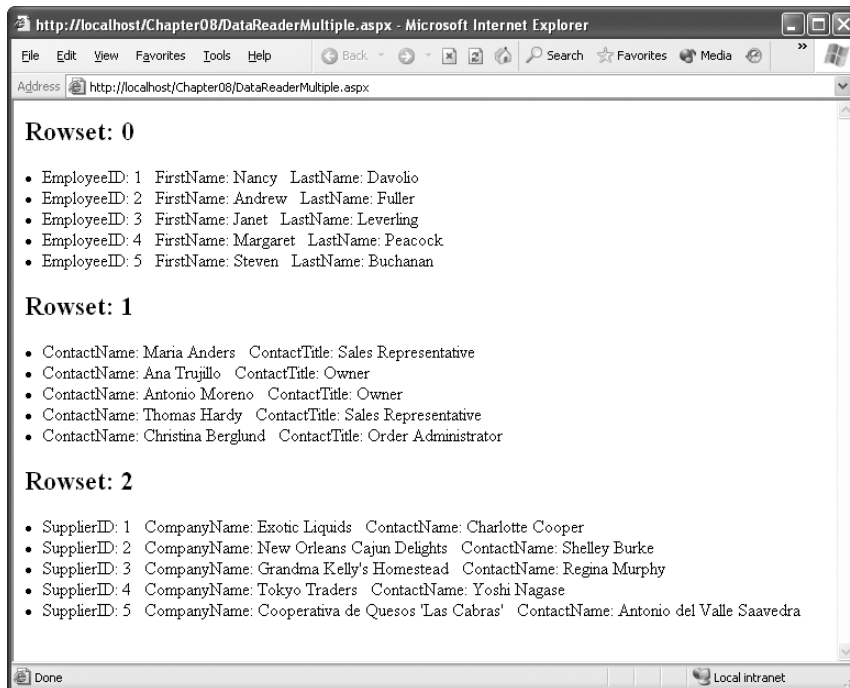 http://localhost/Chapter08/DataReaderMultiple.aspx - Microsoft Internet Explorer
File Edit View Favorites Tools Help Back Search Favorites Media »
Address http://localhost/Chapter08/DataReaderMultiple.aspx
Rowset: 0
• EmployeeID: 1 FirstName: Nancy LastName: Davolio
• EmployeeID: 2 FirstName: Andrew LastName: Fuller
• EmployeeID: 3 FirstName: Janet LastName: Leverling
• EmployeeID: 4 FirstName: Margaret LastName: Peacock
• EmployeeID: 5 FirstName: Steven LastName: Buchanan
Rowset: 1
• ContactName: Maria Anders ContactTitle: Sales Representative
• ContactName: Ana Trujillo ContactTitle: Owner
• ContactName: Antonio Moreno ContactTitle: Owner
• ContactName: Thomas Hardy ContactTitle: Sales Representative
• ContactName: Christina Berglund ContactTitle: Order Administrator
Rowset: 2
• SupplierID: 1 CompanyName: Exotic Liquids ContactName: Charlotte Cooper
• SupplierID: 2 CompanyName: New Orleans Cajun Delights ContactName: Shelley Burke
• SupplierID: 3 CompanyName: Grandma Kelly's Homestead ContactName: Regina Murphy
• SupplierID: 4 CompanyName: Tokyo Traders ContactName: Yoshi Nagase
• SupplierID: 5 CompanyName: Cooperativa de Quesos 'Las Cabras' ContactName: Antonio del Valle Saavedra
Done Local intranet